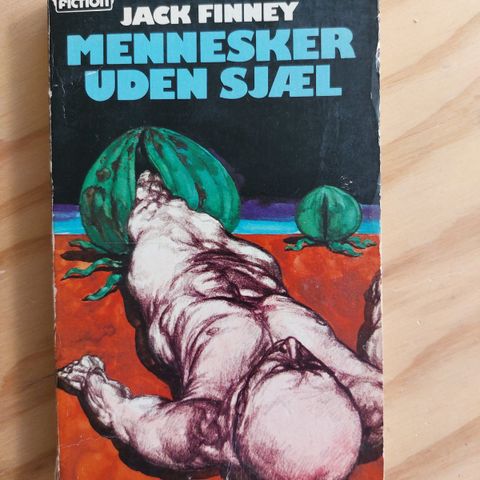 FICTION
JACK FINNEY
MENNESKER
UDEN SJÆL